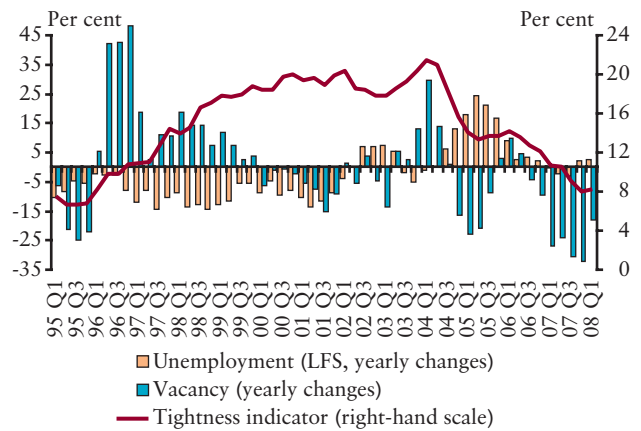 Per cent Per cent
45 24
35 20
25 16
15
5 12
-5 8
-15
-25 4
-35 0
95 Q1
95 Q3
96 Q1
96 Q3
97 Q1
97 Q3
98 Q1
98 Q3
99 Q1
99 Q3
00 Q1
00 Q3
01 Q1
01 Q3
02 Q1
02 Q3
03 Q1
03 Q3
04 Q1
04 Q3
05 Q1
05 Q3
06 Q1
06 Q3
07 Q1
07 Q3
08 Q1
Unemployment (LFS, yearly changes)
Vacancy (yearly changes)
Tightness indicator (right-hand scale)